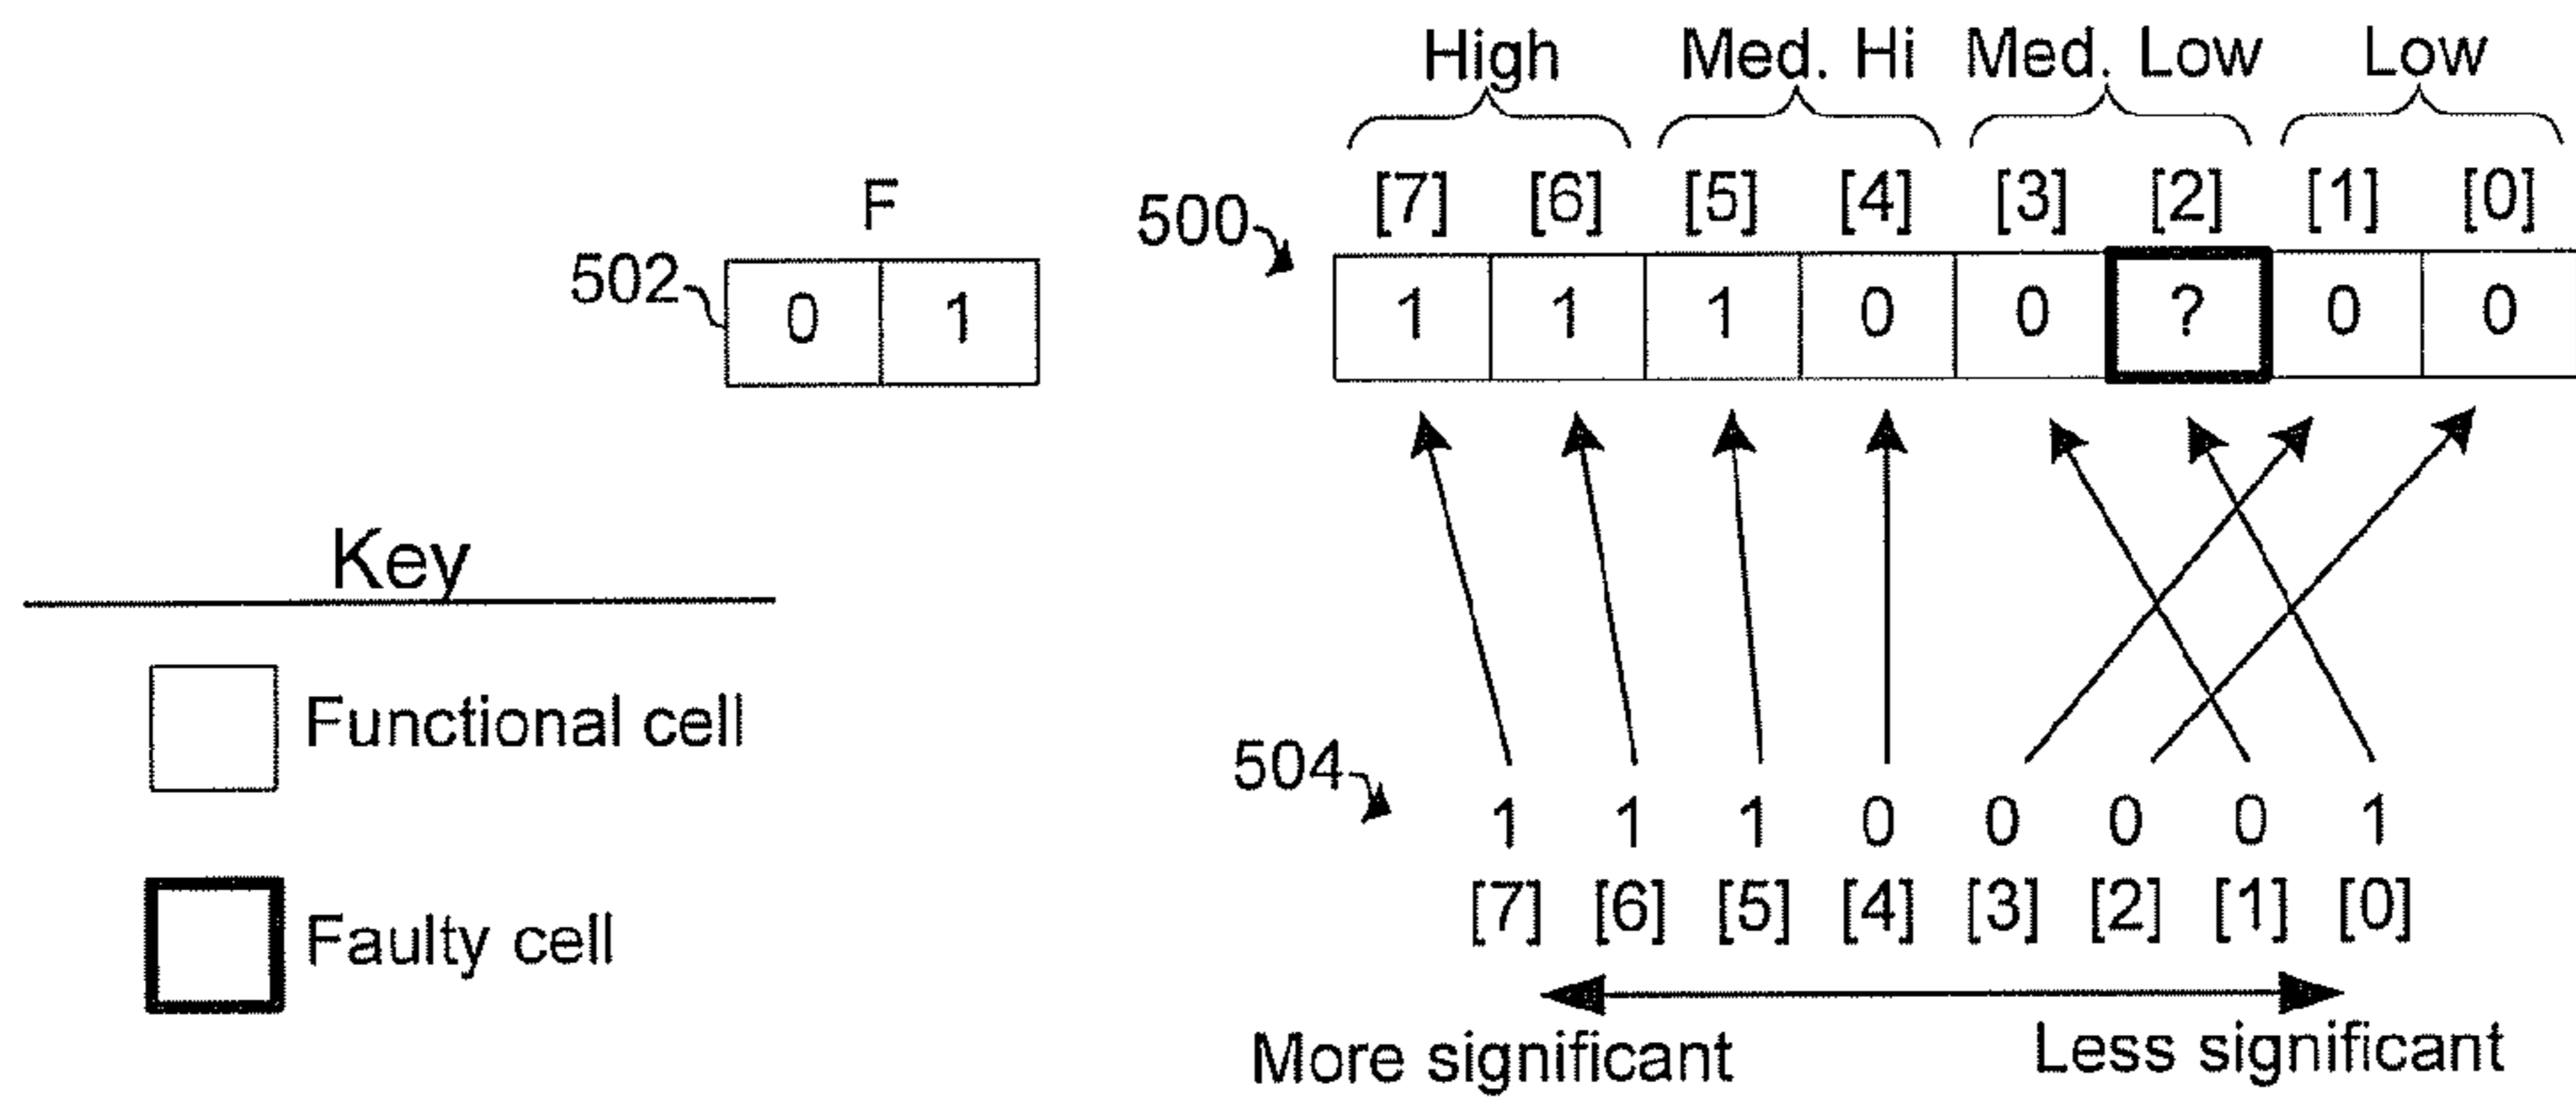 High Med. Hi Med. Low Low
F [7] [6] [5] [4] [3] [2] [1] [0]
500
502 0 1 1 1 1 0 0 ? 0 0
Key
Functional cell
504 1 1 1 0 0 0 0 1
[7] [6] [5] [4] [3] [2] [1] [0]
Faulty cell
More significant Less significant